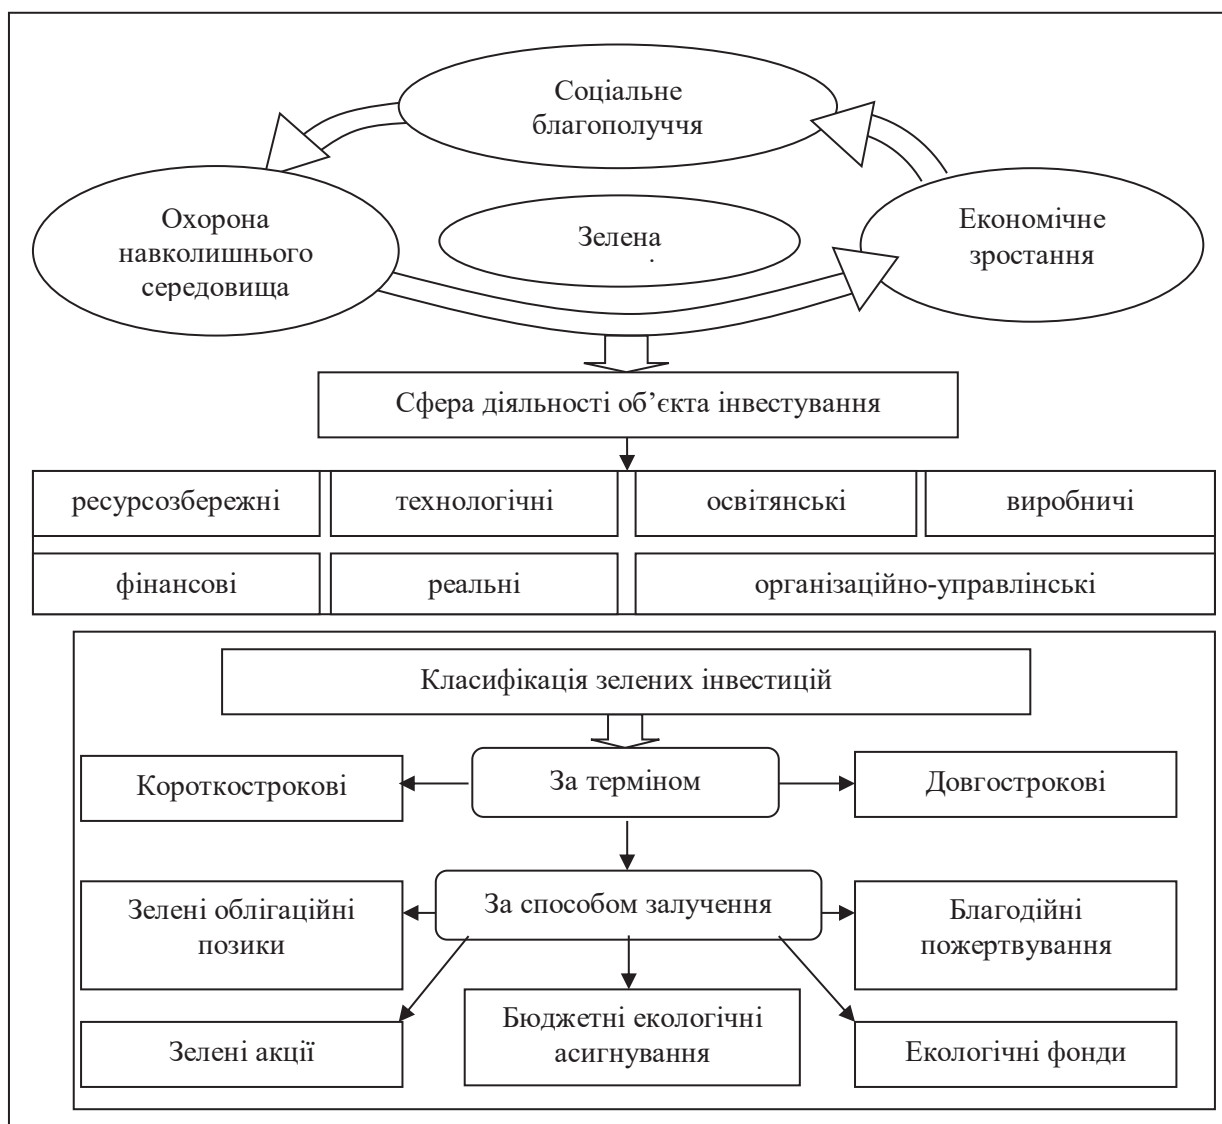 Соціальне
благополуччя
Охорона
навколишнього
середовища
Зелена
Економічне
зростання
Сфера діяльності об’єкта інвестування
ресурсозбережні
технологічні
освітянські
виробничі
фінансові
реальні
організаційно-управлінські
Класифікація зелених інвестицій
Короткострокові
За терміном
Довгострокові
Зелені облігаційні
позики
За способом залучення
Благодійні
пожертвування
Зелені акції
Бюджетні екологічні
асигнування
Екологічні фонди